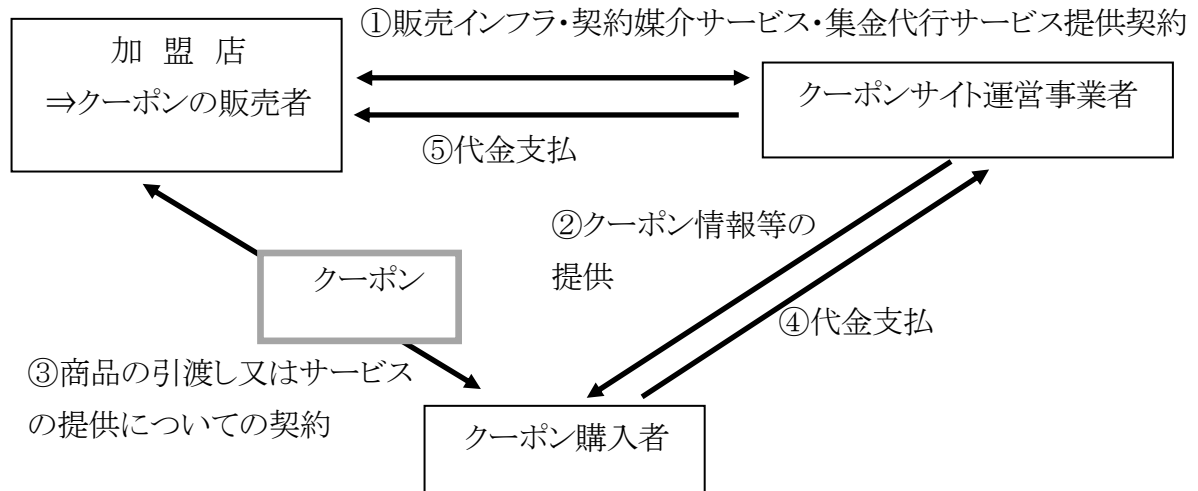 ①販売インフラ・契約媒介サービス・集金代行サービス提供契約
加 盟 店
⇒クーポンの販売者
クーポンサイト運営事業者
⑤代金支払
②クーポン情報等の
提供
クーポン
④代金支払
③商品の引渡し又はサービス
の提供についての契約
クーポン購入者